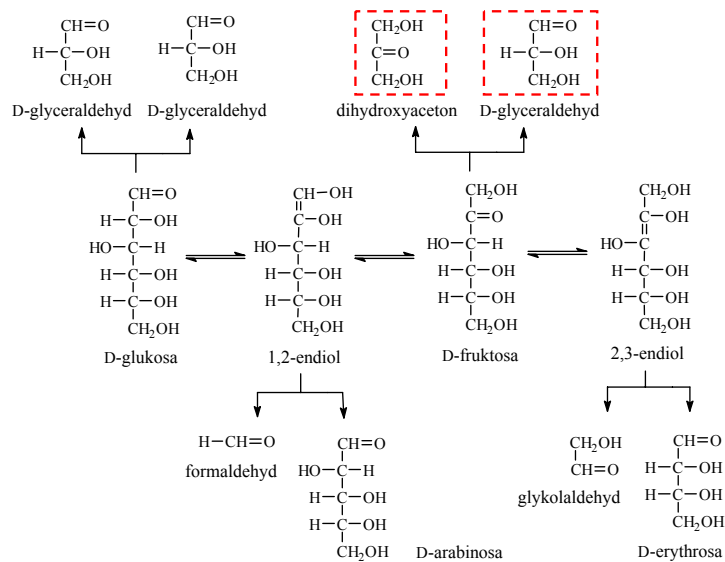 CH=O
H–C–OH
CH₂OH
D-glyceraldehyd
CH=O
H–C–OH
CH₂OH
D-glyceraldehyd
CH₂OH
C=O
CH₂OH
dihydroxyaceton
CH=O
H–C–OH
CH₂OH
D-glyceraldehyd
CH=O
H–C–OH
HO–C–H
H–C–OH
H–C–OH
CH₂OH
D-glukosa
CH–OH
C–OH
HO–C–H
H–C–OH
H–C–OH
CH₂OH
1,2-endiol
CH₂OH
C=O
HO–C–H
H–C–OH
H–C–OH
CH₂OH
D-fruktosa
CH₂OH
C–OH
HO–C
H–C–OH
H–C–OH
CH₂OH
2,3-endiol
H–CH=O
formaldehyd
CH=O
HO–C–H
H–C–OH
H–C–OH
CH₂OH
D-arabinosa
CH₂OH
CH=O
glykolaldehyd
CH=O
H–C–OH
H–C–OH
CH₂OH
D-erythrosa